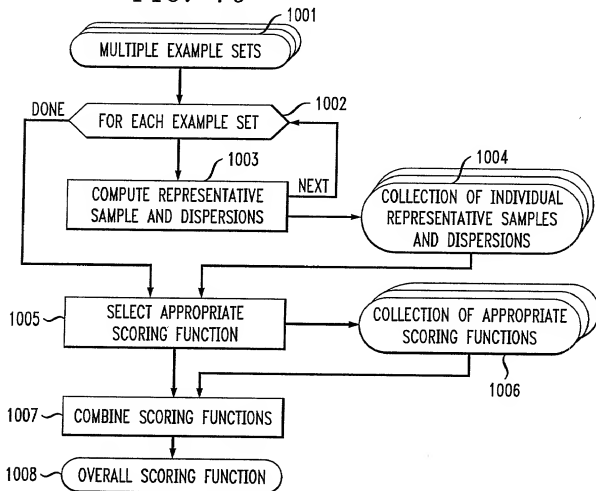 1001
MULTIPLE EXAMPLE SETS
DONE
1002
FOR EACH EXAMPLE SET
1003
NEXT
COMPUTE REPRESENTATIVE
SAMPLE AND DISPERSIONS
1004
COLLECTION OF INDIVIDUAL
REPRESENTATIVE SAMPLES
AND DISPERSIONS
1005
SELECT APPROPRIATE
SCORING FUNCTION
COLLECTION OF APPROPRIATE
SCORING FUNCTIONS
1006
1007
COMBINE SCORING FUNCTIONS
1008
OVERALL SCORING FUNCTION